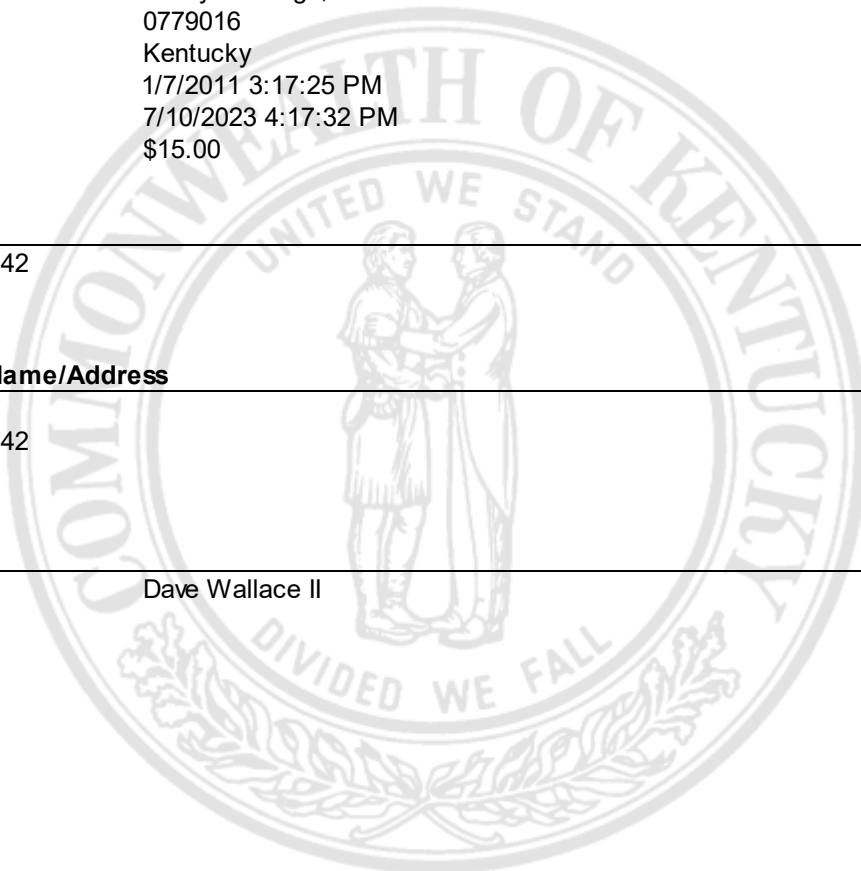 0779016
Kentucky
1/7/2011 3:17:25 PM
7/10/2023 4:17:32 PM
$15.00
42
ame/Address
42
Dave Wallace II
COMMONWEALTH OF KENTUCKY
UNITED WE STAND
DIVIDED WE FALL